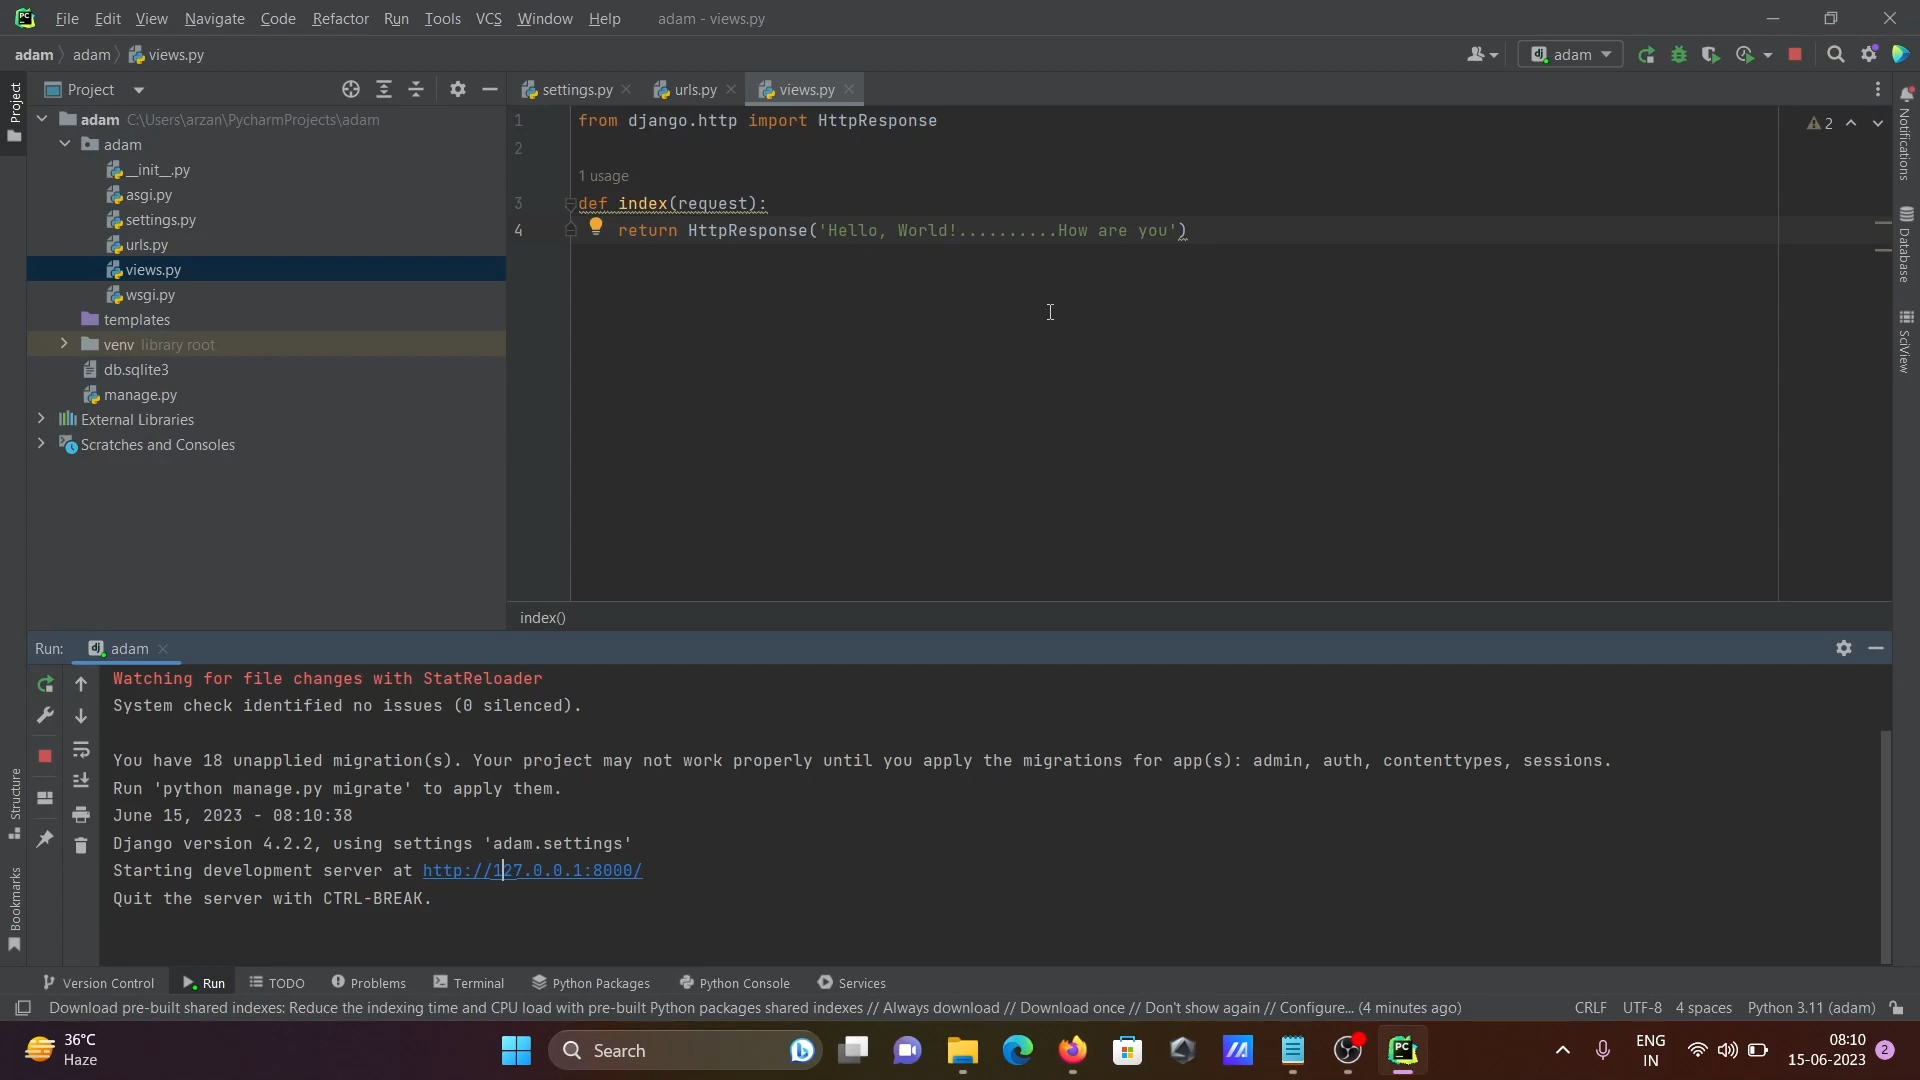 PC File Edit View Navigate Code Refactor Run Tools VCS Window Help adam - views.py
adam adam views.py dj adam
Project
Project
settings.py urls.py views.py
adam C:\Users\arzan\PycharmProjects\adam
adam
__init__.py
asgi.py
settings.py
urls.py
views.py
wsgi.py
templates
venv library root
db.sqlite3
manage.py
External Libraries
Scratches and Consoles
1 from django.http import HttpResponse
2
1 usage
3 def index(request):
4 return HttpResponse('Hello, World!..........How are you')
2
index()
Notifications
Database
SciView
Run: dj adam
Watching for file changes with StatReloader
System check identified no issues (0 silenced).
You have 18 unapplied migration(s). Your project may not work properly until you apply the migrations for app(s): admin, auth, contenttypes, sessions.
Run 'python manage.py migrate' to apply them.
June 15, 2023 - 08:10:38
Django version 4.2.2, using settings 'adam.settings'
Starting development server at http://127.0.0.1:8000/
Quit the server with CTRL-BREAK.
Structure
Bookmarks
Version Control Run TODO Problems Terminal Python Packages Python Console Services
Download pre-built shared indexes: Reduce the indexing time and CPU load with pre-built Python packages shared indexes // Always download // Download once // Don't show again // Configure... (4 minutes ago) CRLF UTF-8 4 spaces Python 3.11 (adam)
36°C
Haze
Search
PC
ENG
IN
08:10
15-06-2023
2